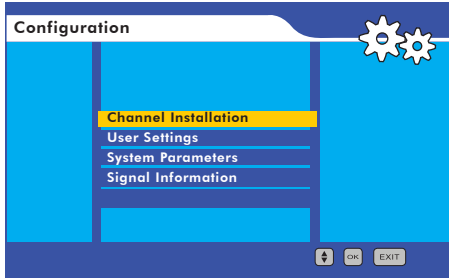 Configuration
Channel Installation
User Settings
System Parameters
Signal Information
OK EXIT